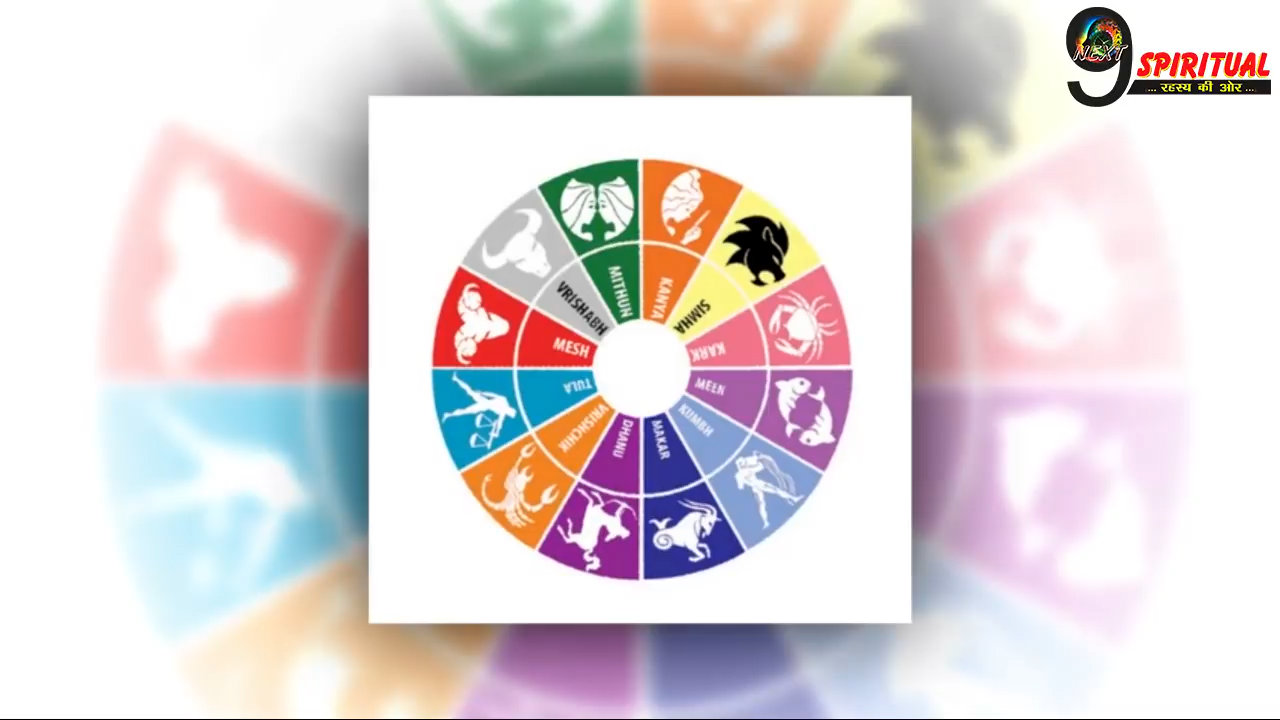 9
NEXT
SPIRITUAL
... रहस्य की ओर ...
MITHUN
KANYA
VRISHABH
SIMHA
MESH
KARK
TULA
MEEN
VRISHCHIK
KUMBH
DHANU
MAKAR